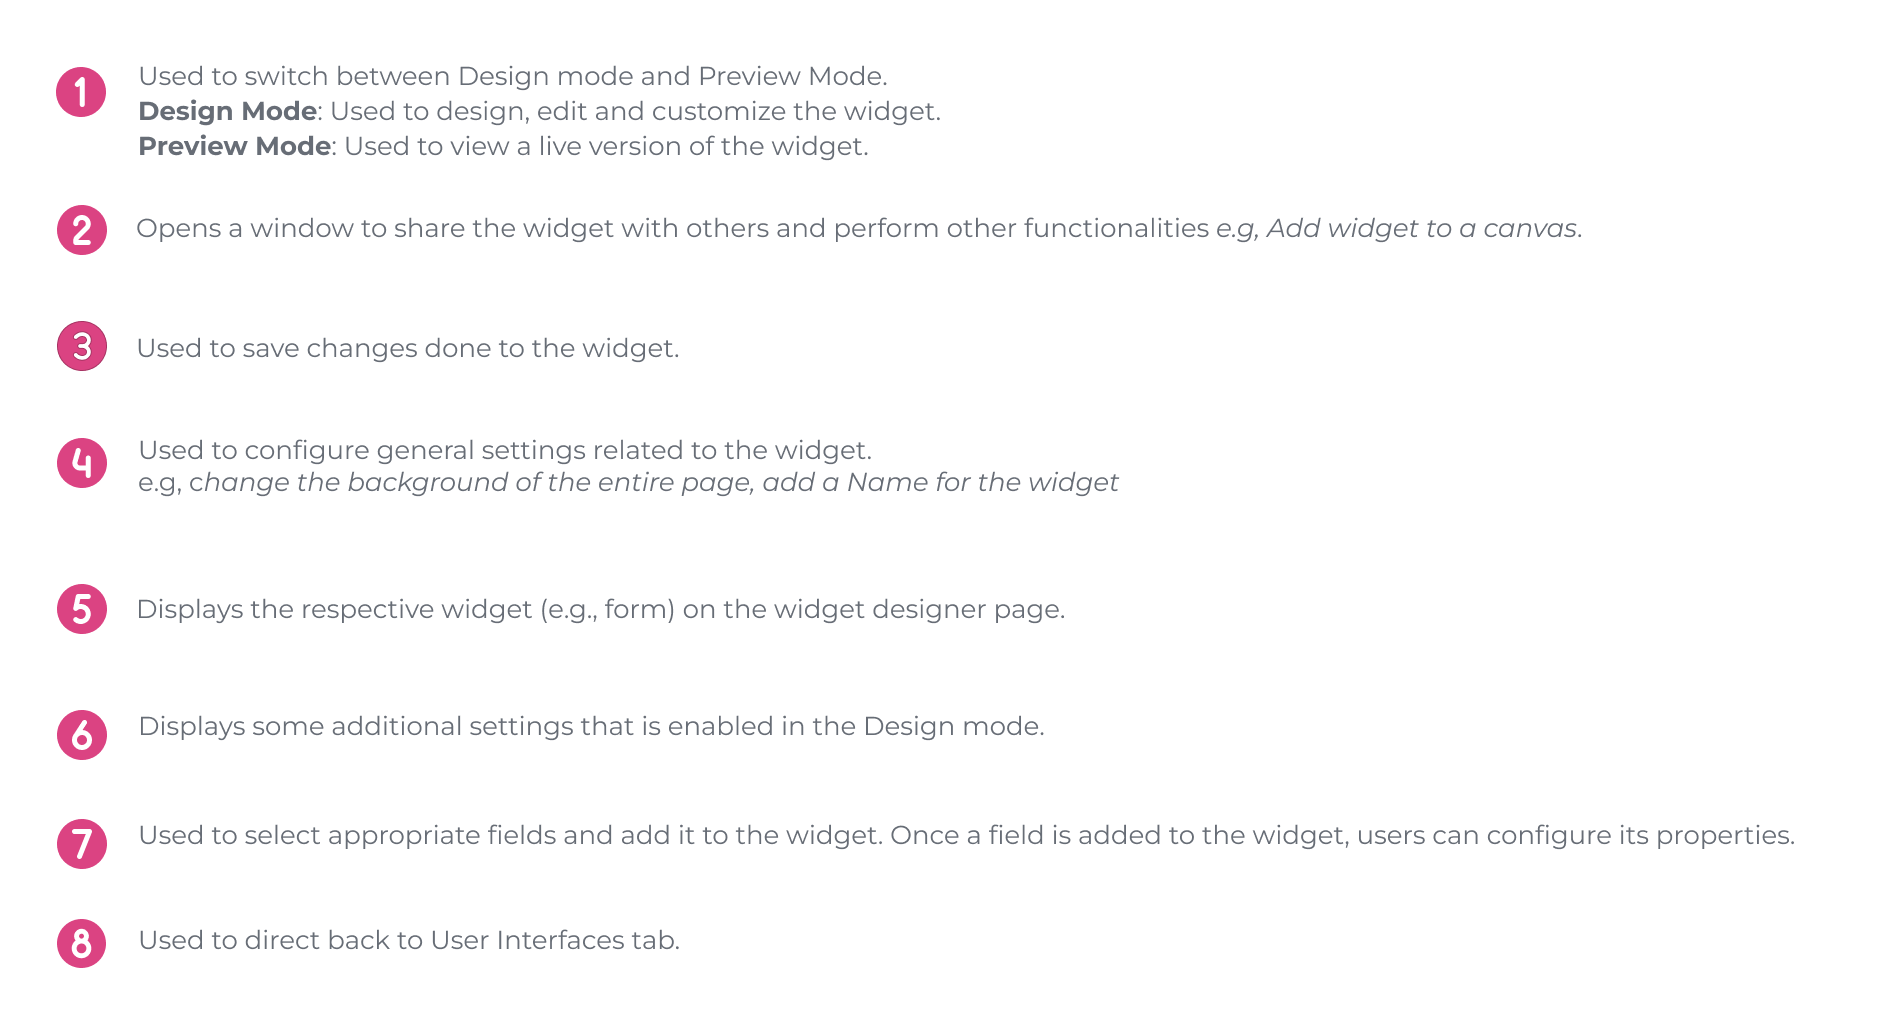 1 Used to switch between Design mode and Preview Mode.
Design Mode: Used to design, edit and customize the widget.
Preview Mode: Used to view a live version of the widget.
2 Opens a window to share the widget with others and perform other functionalities e.g, Add widget to a canvas.
3 Used to save changes done to the widget.
4 Used to configure general settings related to the widget.
e.g, change the background of the entire page, add a Name for the widget
5 Displays the respective widget (e.g., form) on the widget designer page.
6 Displays some additional settings that is enabled in the Design mode.
7 Used to select appropriate fields and add it to the widget. Once a field is added to the widget, users can configure its properties.
8 Used to direct back to User Interfaces tab.